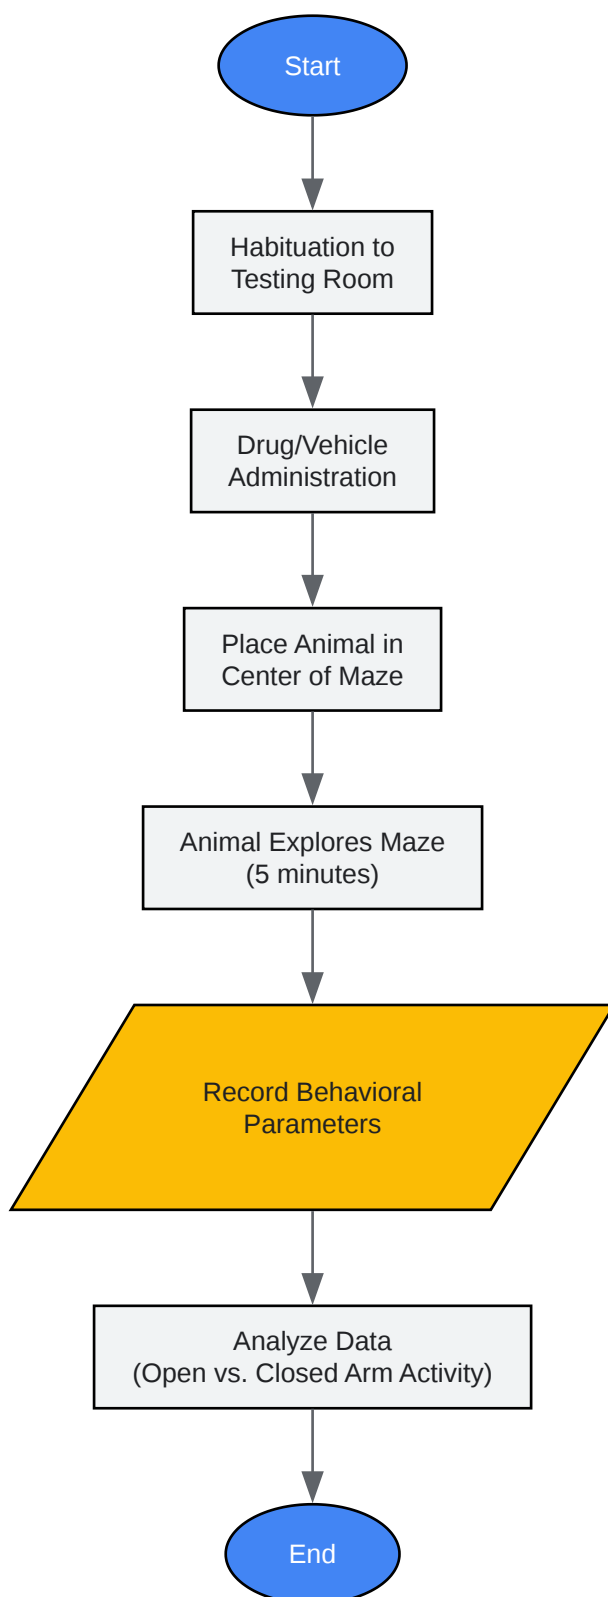 Start
Habituation to
Testing Room
Drug/Vehicle
Administration
Place Animal in
Center of Maze
Animal Explores Maze
(5 minutes)
Record Behavioral
Parameters
Analyze Data
(Open vs. Closed Arm Activity)
End